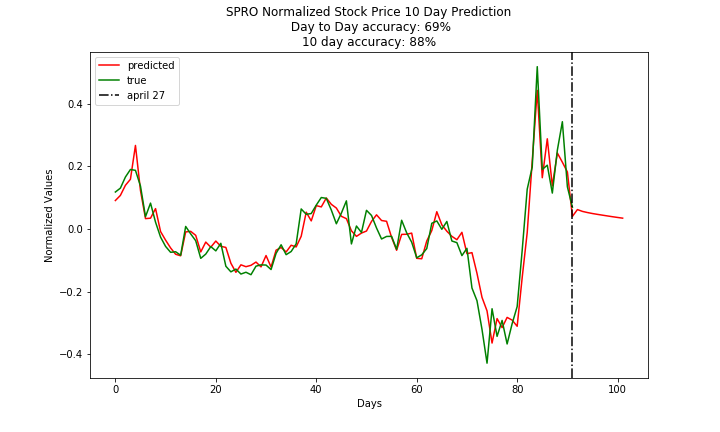 SPRO Normalized Stock Price 10 Day Prediction
Day to Day accuracy: 69%
10 day accuracy: 88%
predicted
true
april 27
Normalized Values
0.4
0.2
0.0
−0.2
−0.4
0 20 40 60 80 100
Days